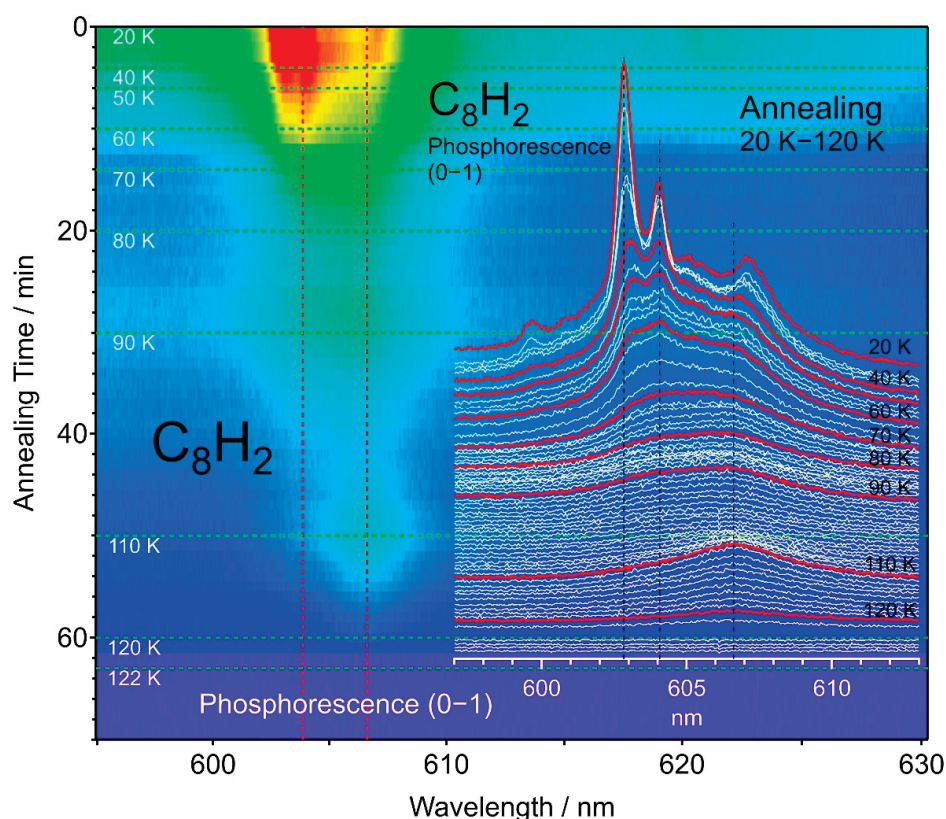 0
20
40
60
Annealing Time / min
20 K
40 K
50 K
60 K
70 K
80 K
90 K
110 K
120 K
122 K
C₈H₂
Phosphorescence
(0−1)
Annealing
20 K−120 K
20 K
40 K
60 K
70 K
80 K
90 K
110 K
120 K
600 605 610
nm
C₈H₂
Phosphorescence (0−1)
600 610 620 630
Wavelength / nm